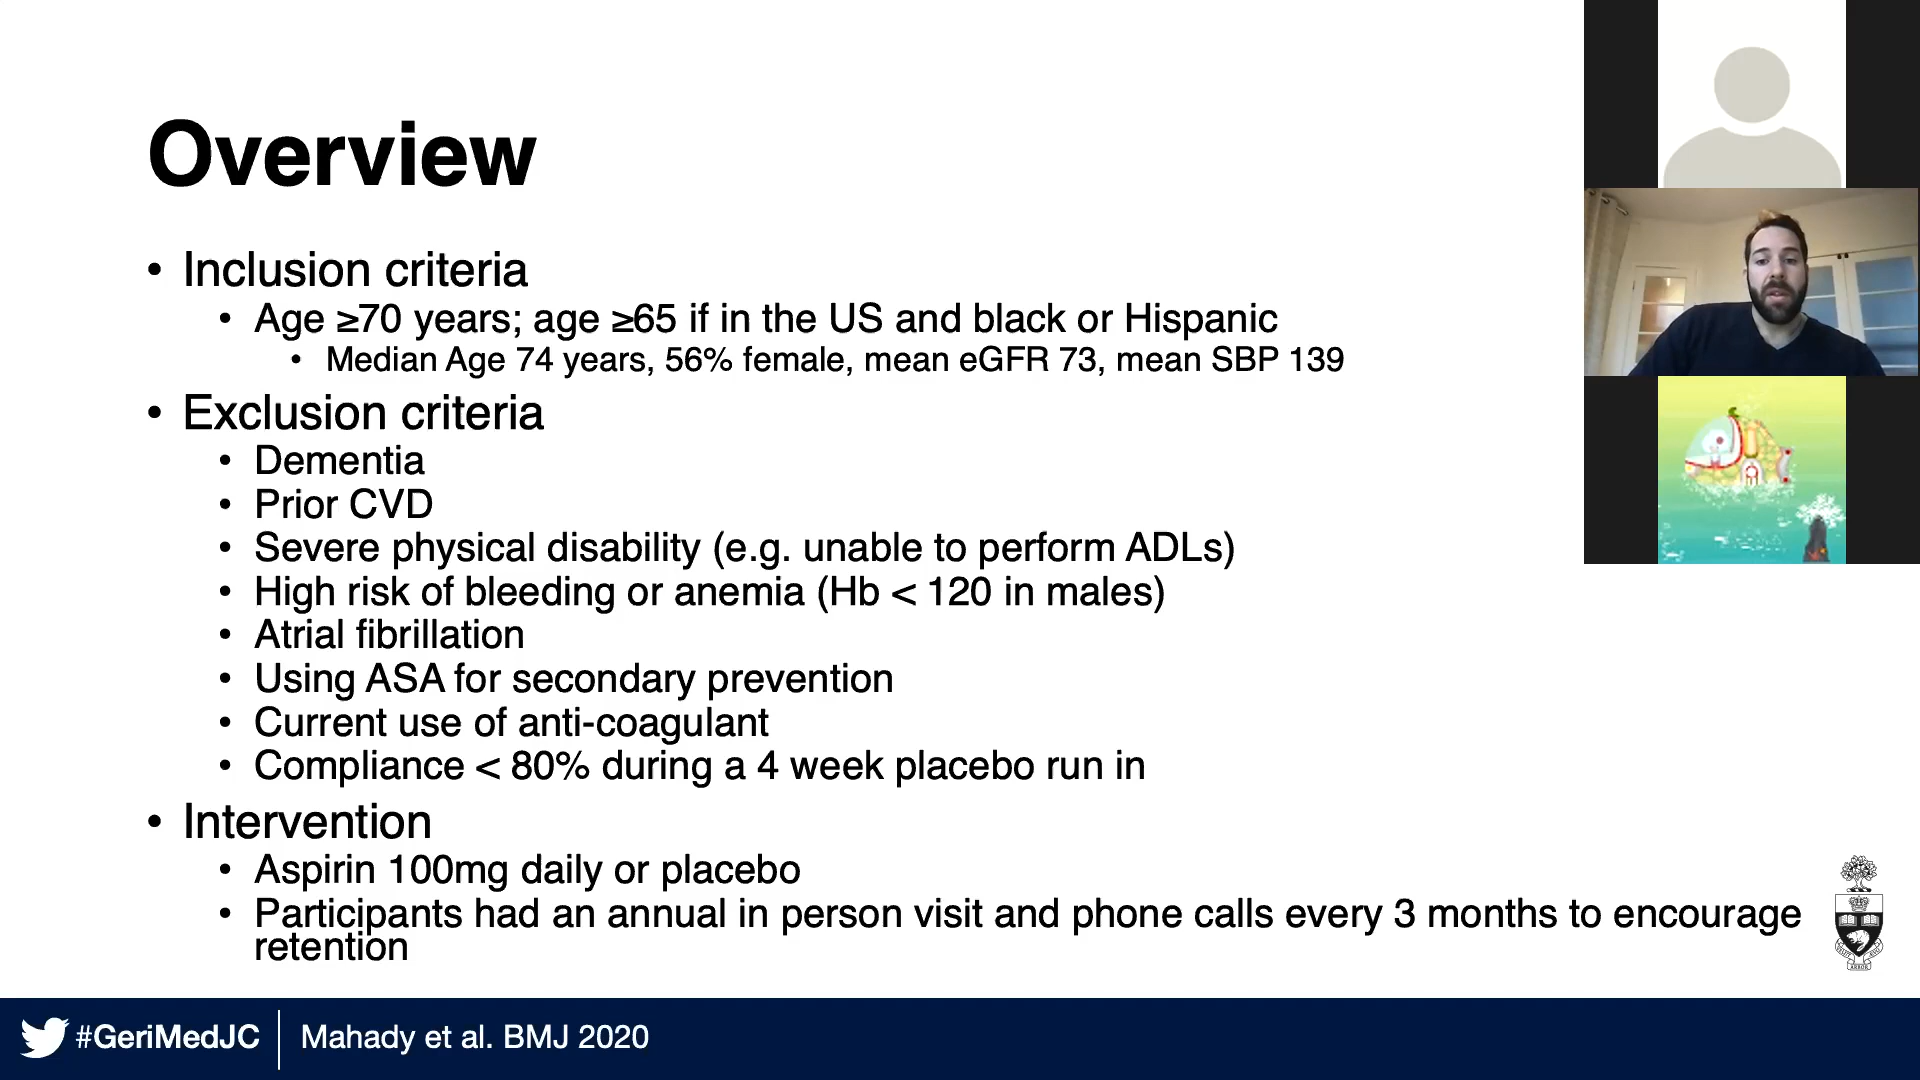 Overview
• Inclusion criteria
• Age ≥70 years; age ≥65 if in the US and black or Hispanic
• Median Age 74 years, 56% female, mean eGFR 73, mean SBP 139
• Exclusion criteria
• Dementia
• Prior CVD
• Severe physical disability (e.g. unable to perform ADLs)
• High risk of bleeding or anemia (Hb < 120 in males)
• Atrial fibrillation
• Using ASA for secondary prevention
• Current use of anti-coagulant
• Compliance < 80% during a 4 week placebo run in
• Intervention
• Aspirin 100mg daily or placebo
• Participants had an annual in person visit and phone calls every 3 months to encourage
retention
#GeriMedJC
Mahady et al. BMJ 2020